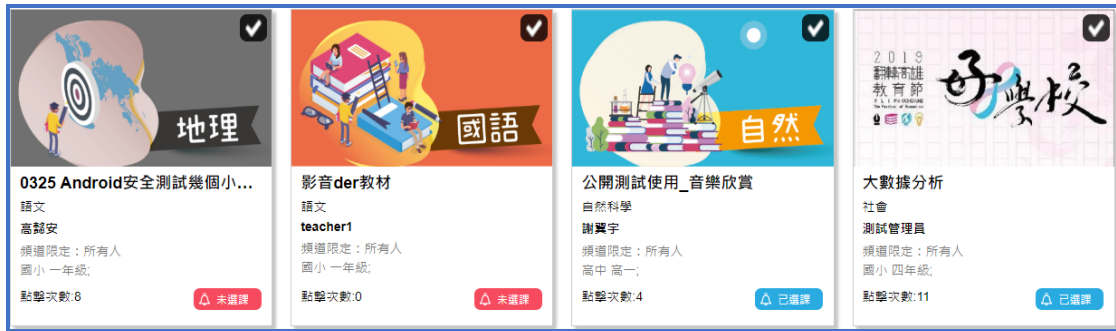 地理
0325 Android安全測試幾個小...
語文
高懿安
頻道限定：所有人
國小 一年級;
點擊次數:8
未選課
國語
影音der教材
語文
teacher1
頻道限定：所有人
國小 一年級;
點擊次數:0
未選課
自然
公開測試使用_音樂欣賞
自然科學
謝翼宇
頻道限定：所有人
高中 高一;
點擊次數:4
已選課
2019
翻轉高雄
教育節
好學校
大數據分析
社會
測試管理員
頻道限定：所有人
國小 四年級;
點擊次數:11
已選課